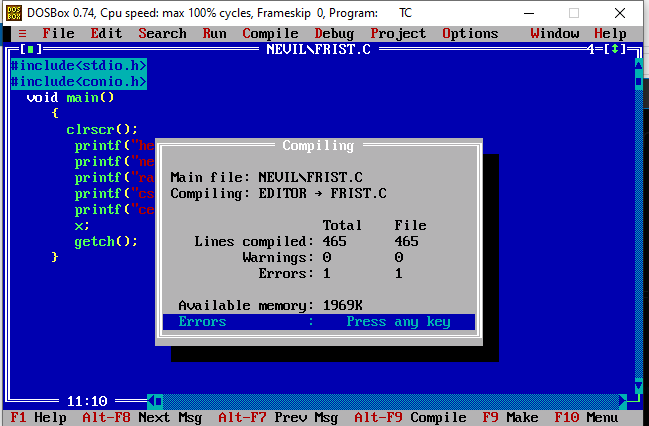 DOSBox 0.74, Cpu speed: max 100% cycles, Frameskip 0, Program: TC
≡ File Edit Search Run Compile Debug Project Options Window Help
[■] NEVIL\FRIST.C 4=[↕]
#include<stdio.h>
#include<conio.h>
void main()
{
clrscr();
printf("he
printf("ne
printf("ra
printf("cs
printf("ce
x;
getch();
}
Compiling
Main file: NEVIL\FRIST.C
Compiling: EDITOR → FRIST.C
Total File
Lines compiled: 465 465
Warnings: 0 0
Errors: 1 1
Available memory: 1969K
Errors : Press any key
11:10
F1 Help Alt-F8 Next Msg Alt-F7 Prev Msg Alt-F9 Compile F9 Make F10 Menu